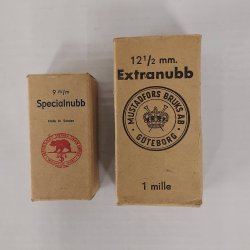 9 m/m
Specialnubb
Made in Sweden
12 1/2 mm.
Extranubb
MUSTADFORS BRUKS AB
GÖTEBORG
1 mille